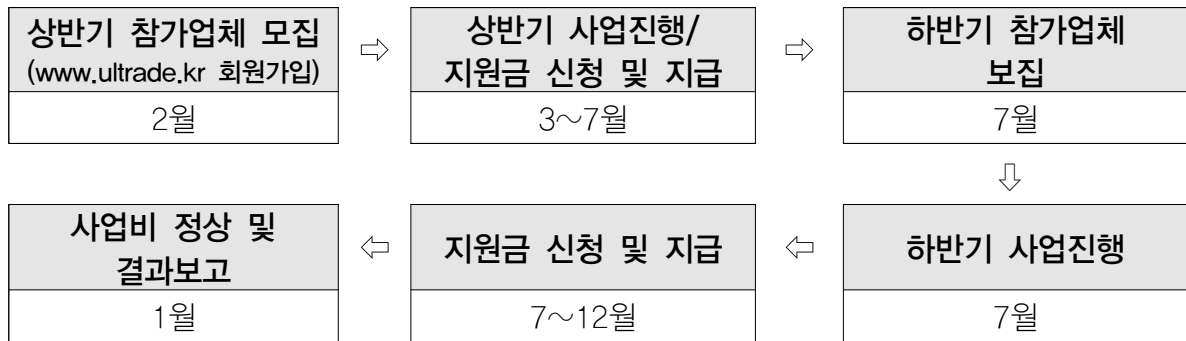 상반기 참가업체 모집
(www.ultrade.kr 회원가입)
2월
상반기 사업진행/
지원금 신청 및 지급
3~7월
하반기 참가업체
보집
7월
하반기 사업진행
7월
지원금 신청 및 지급
7~12월
사업비 정상 및
결과보고
1월